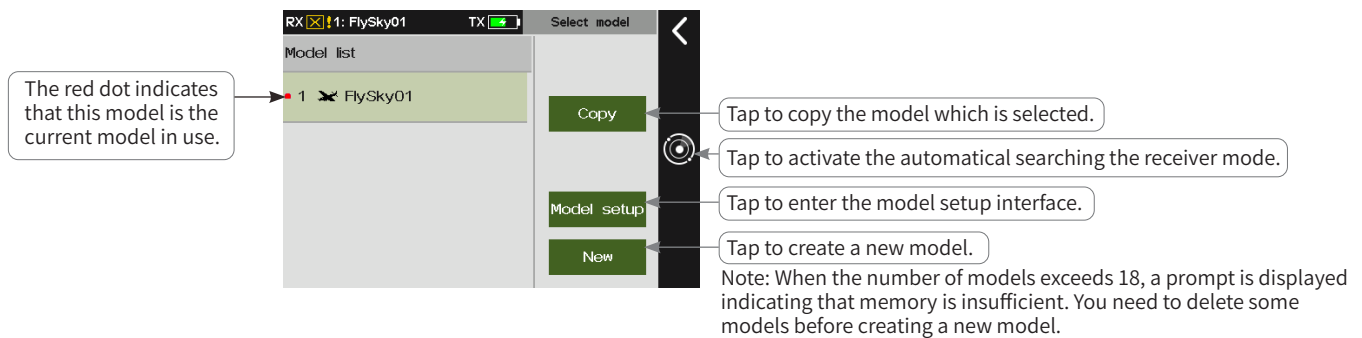 RX 1: FlySky01 TX Select model
Model list
The red dot indicates
that this model is the
current model in use.
1 FlySky01
Copy
Tap to copy the model which is selected.
Tap to activate the automatical searching the receiver mode.
Model setup
Tap to enter the model setup interface.
New
Tap to create a new model.
Note: When the number of models exceeds 18, a prompt is displayed
indicating that memory is insufficient. You need to delete some
models before creating a new model.